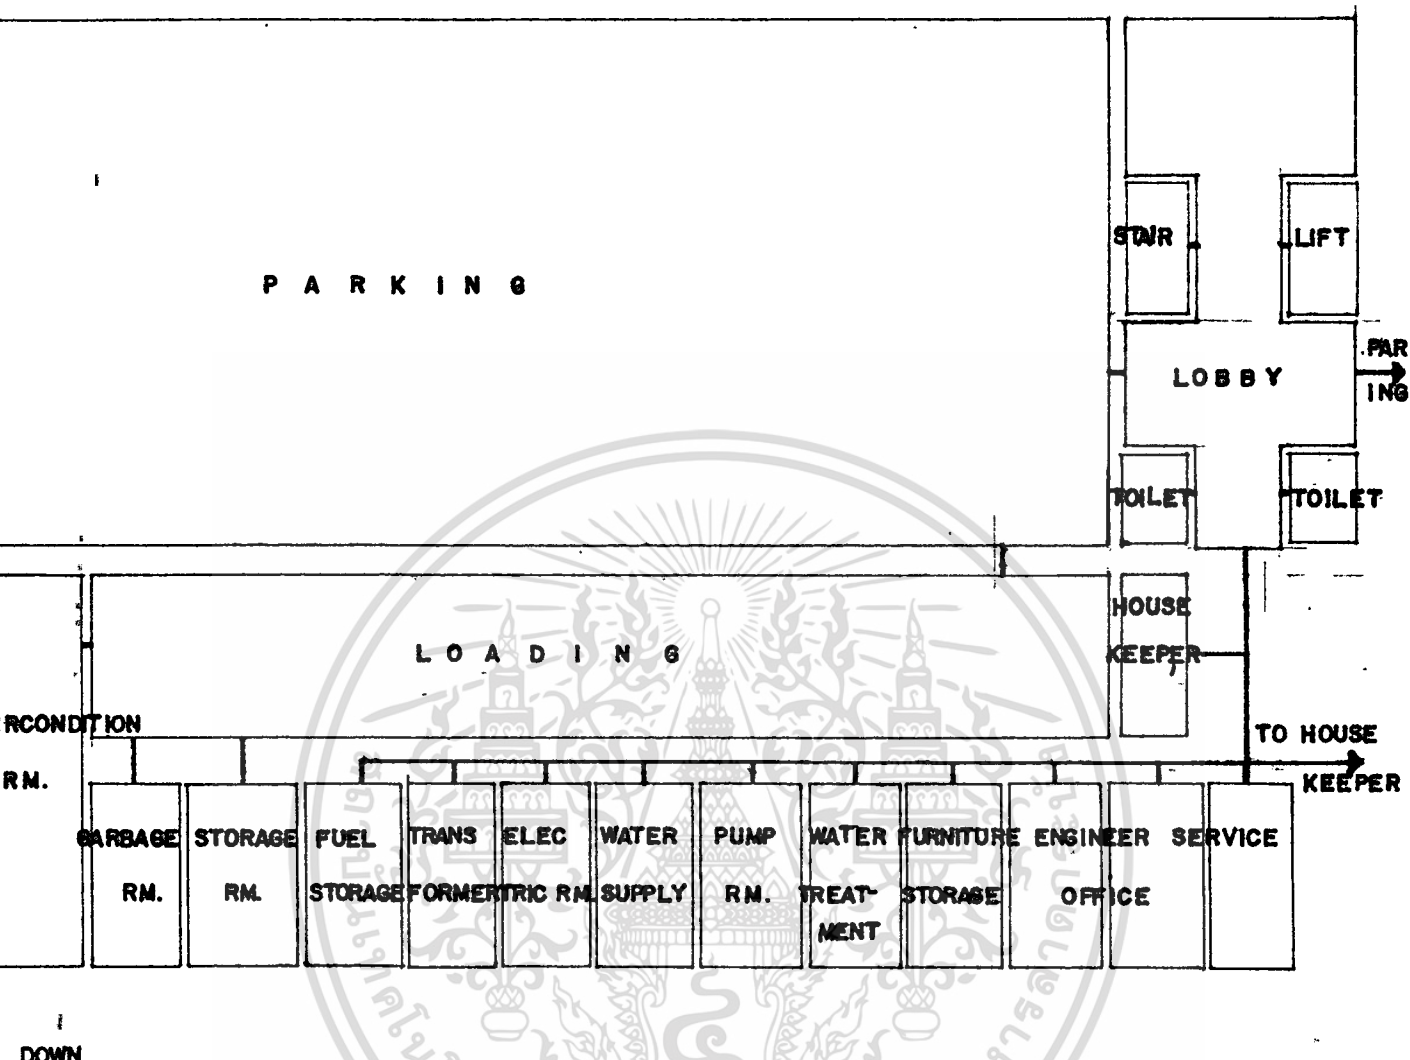 STAIR
LIFT
PARKING
PAR
ING
LOBBY
TOILET
TOILET
HOUSE
KEEPER
LOADING
RCONDITION
RM.
TO HOUSE
KEEPER
GARBAGE
RM.
STORAGE
RM.
FUEL
STORAGE
TRANS
FORMER
ELEC
TRIC RM.
WATER
SUPPLY
PUMP
RM.
WATER
TREAT-
MENT
FURNITURE
STORAGE
ENGINEER
OFFICE
SERVICE
DOWN